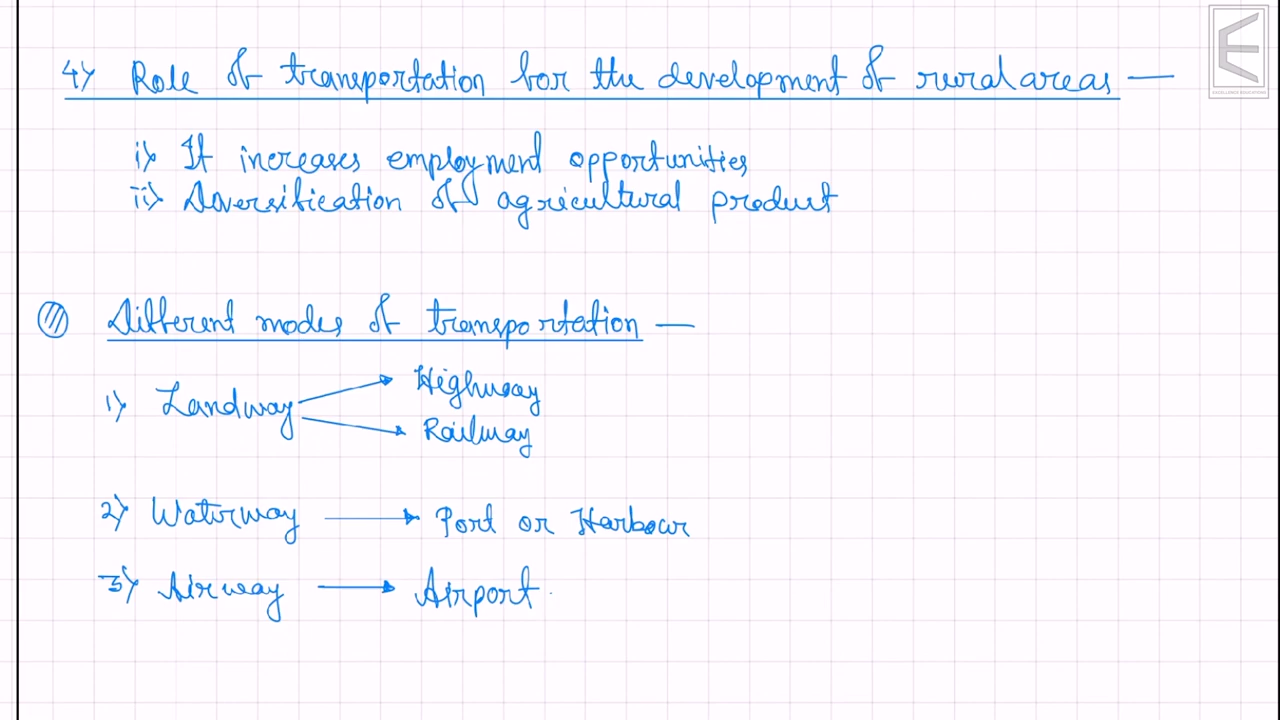 4) Role of transportation for the development of rural areas —
i) It increases employment opportunities
ii) Diversification of agricultural product
Different modes of transportation —
1) Landway → Highway
→ Railway
2) Waterway → Port or Harbour
3) Airway → Airport